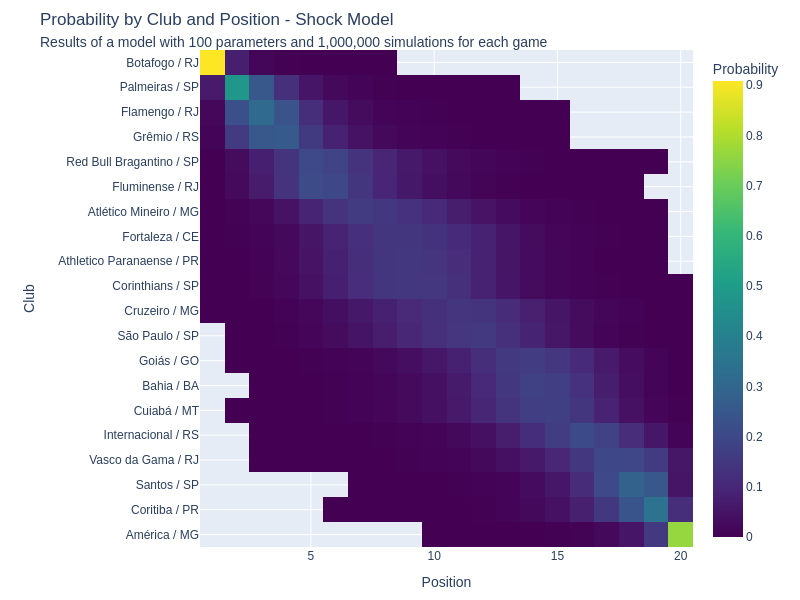 Probability by Club and Position - Shock Model
Results of a model with 100 parameters and 1,000,000 simulations for each game
Probability
Club
Botafogo / RJ
Palmeiras / SP
Flamengo / RJ
Grêmio / RS
Red Bull Bragantino / SP
Fluminense / RJ
Atlético Mineiro / MG
Fortaleza / CE
Athletico Paranaense / PR
Corinthians / SP
Cruzeiro / MG
São Paulo / SP
Goiás / GO
Bahia / BA
Cuiabá / MT
Internacional / RS
Vasco da Gama / RJ
Santos / SP
Coritiba / PR
América / MG
5 10 15 20
Position
0.9
0.8
0.7
0.6
0.5
0.4
0.3
0.2
0.1
0